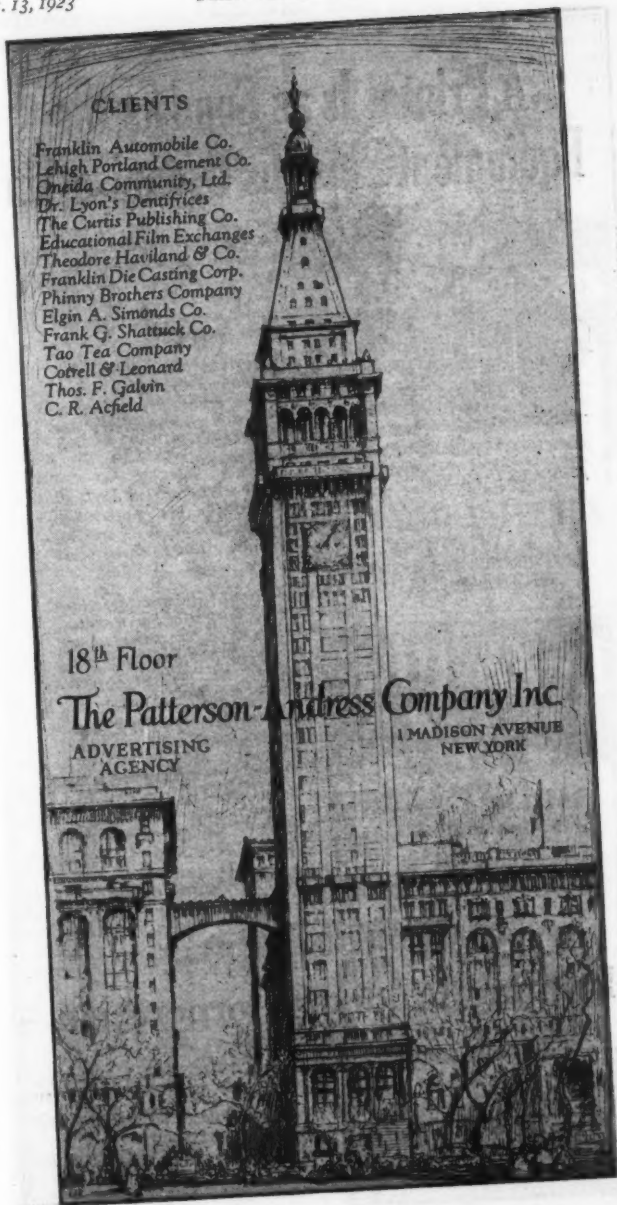 13, 1923
CLIENTS
Franklin Automobile Co.
Lehigh Portland Cement Co.
Oneida Community, Ltd.
Dr. Lyon's Dentifrices
The Curtis Publishing Co.
Educational Film Exchanges
Theodore Haviland & Co.
Franklin Die Casting Corp.
Phinny Brothers Company
Elgin A. Simonds Co.
Frank G. Shattuck Co.
Tao Tea Company
Cotrell & Leonard
Thos. F. Galvin
C. R. Acfield
18th Floor
The Patterson-Andress Company Inc.
ADVERTISING
AGENCY
1 MADISON AVENUE
NEW YORK